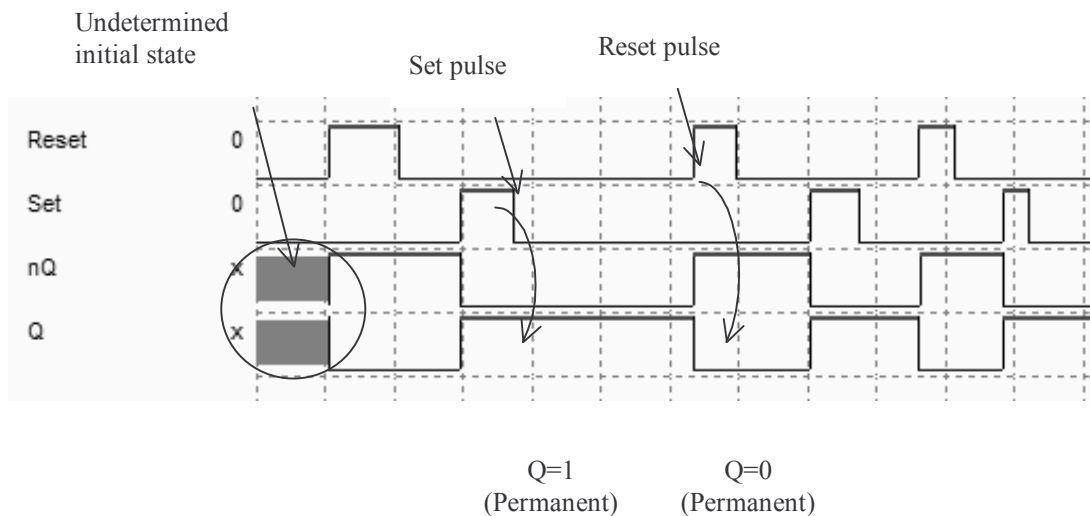 Undetermined
initial state
Set pulse
Reset pulse
Reset 0
Set 0
nQ x
Q x
Q=1
(Permanent)
Q=0
(Permanent)